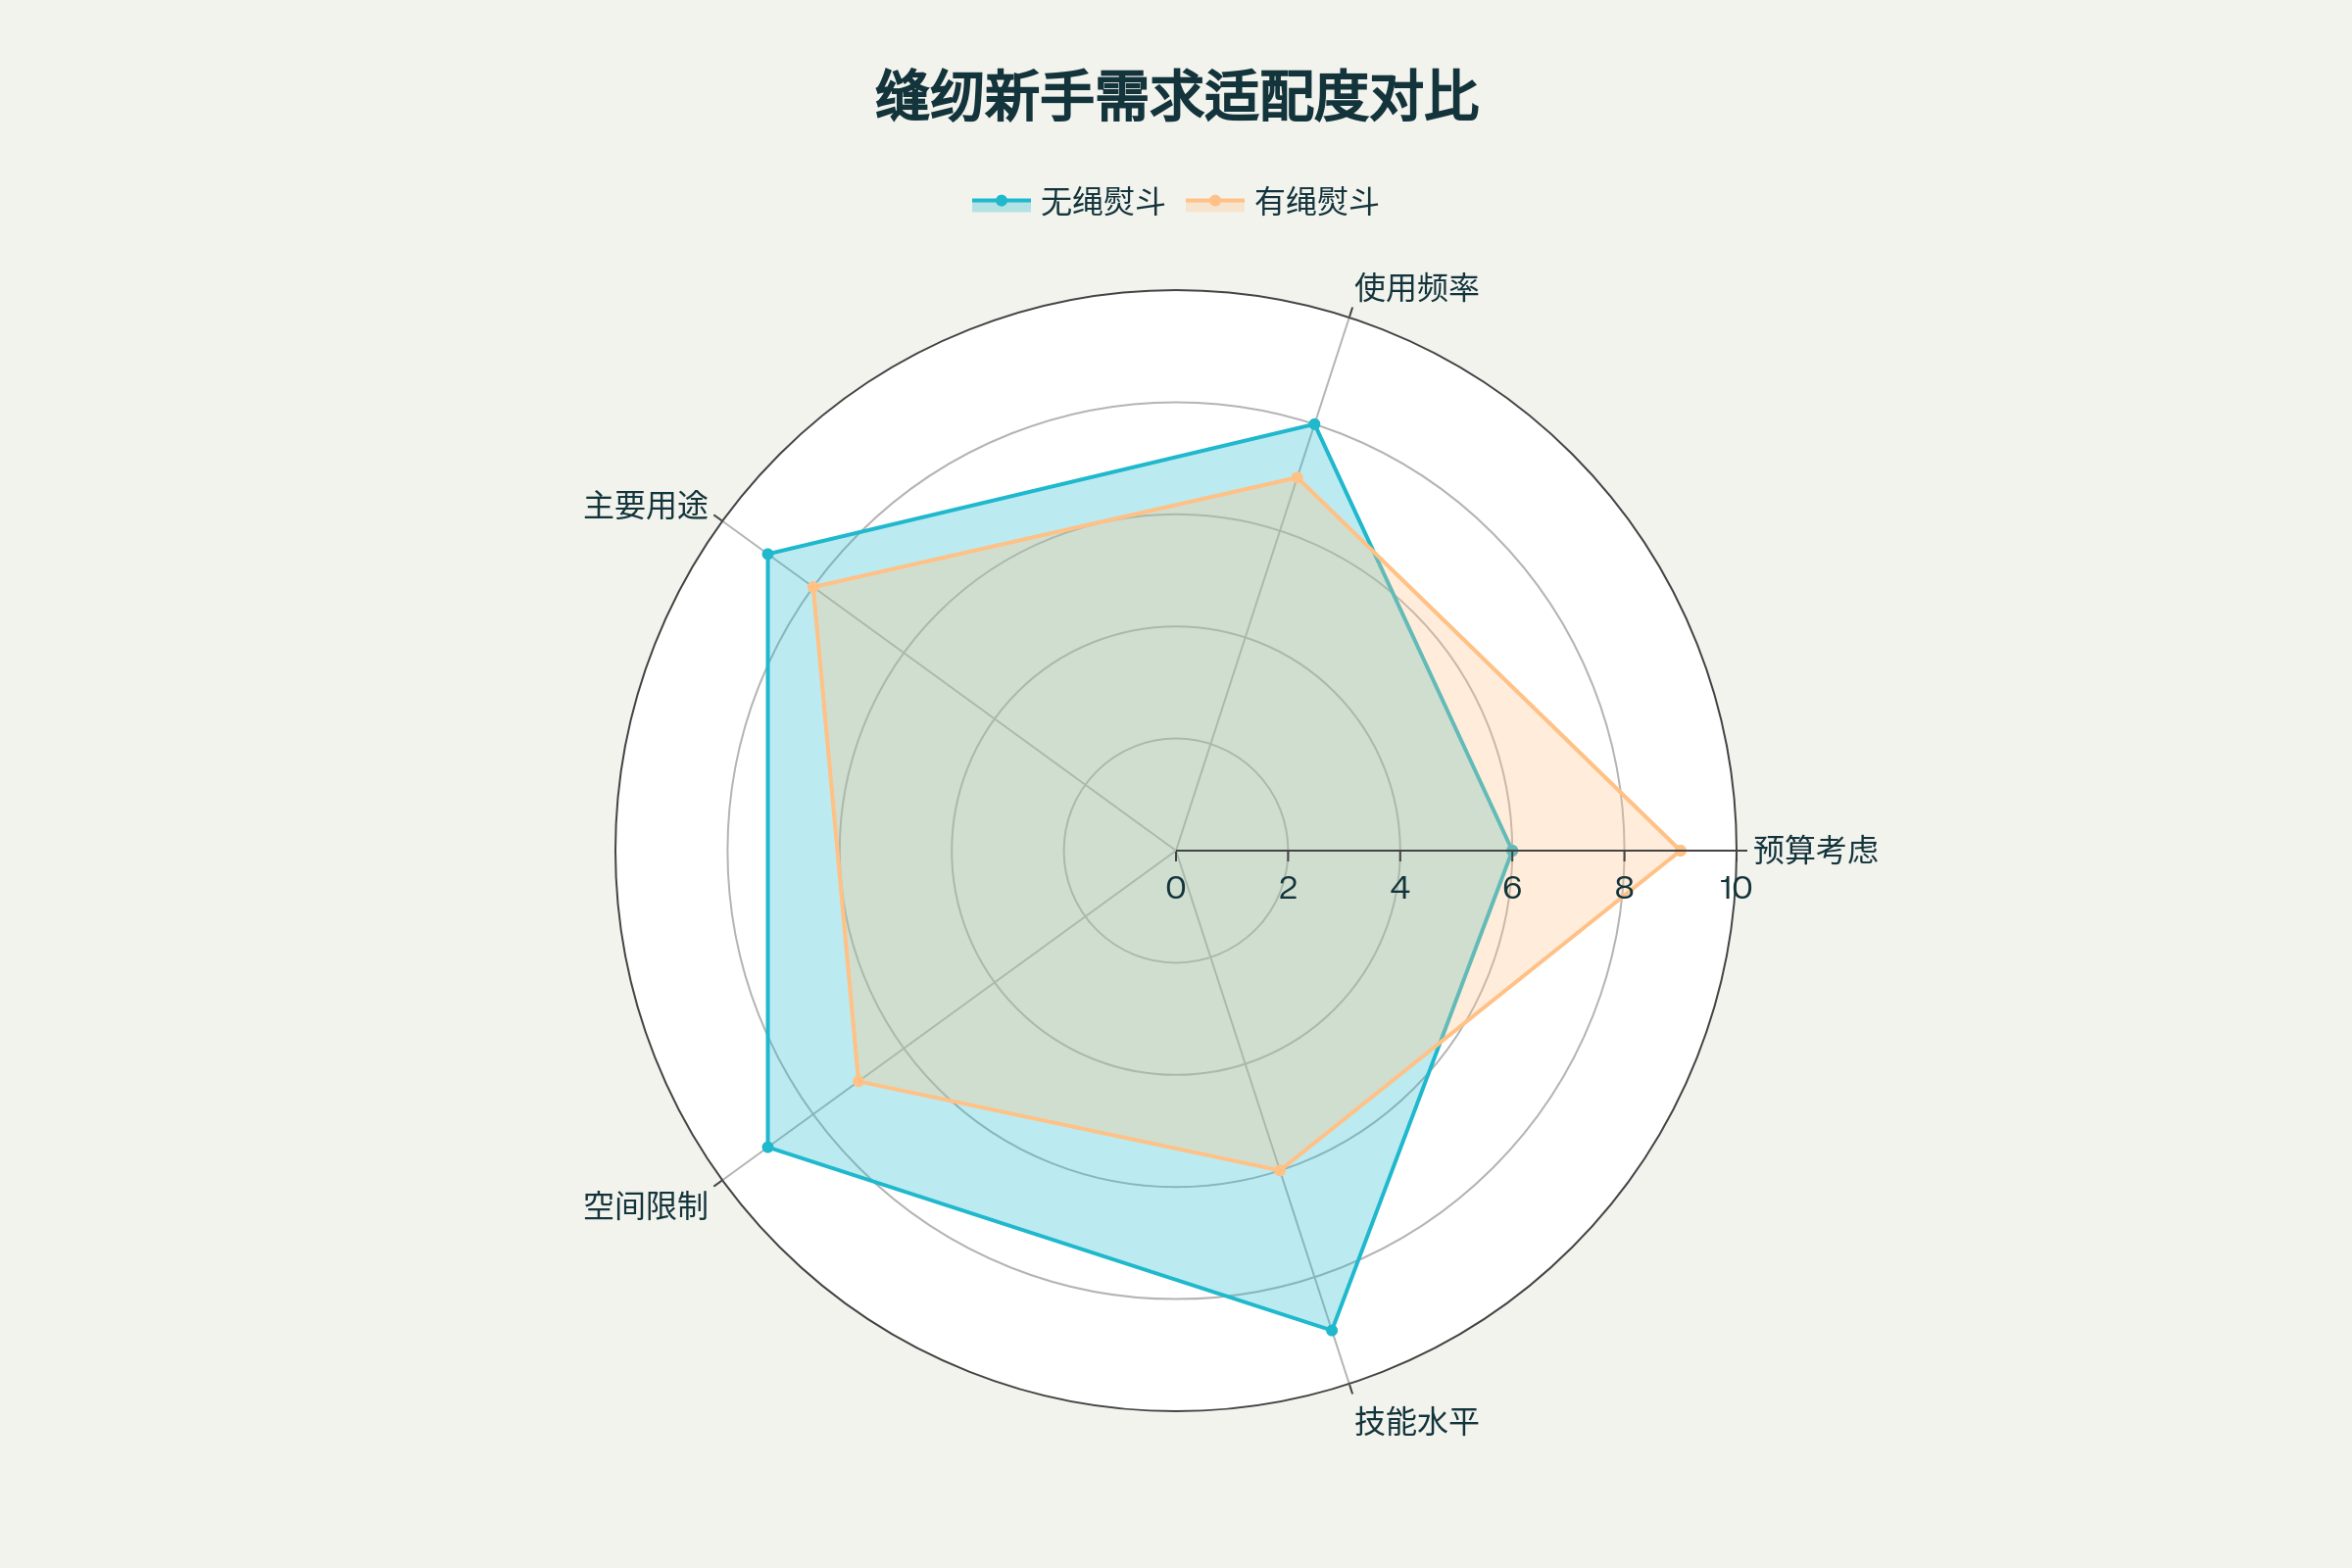 缝纫新手需求适配度对比
无绳熨斗 有绳熨斗
使用频率
主要用途
预算考虑
0 2 4 6 8 10
空间限制
技能水平